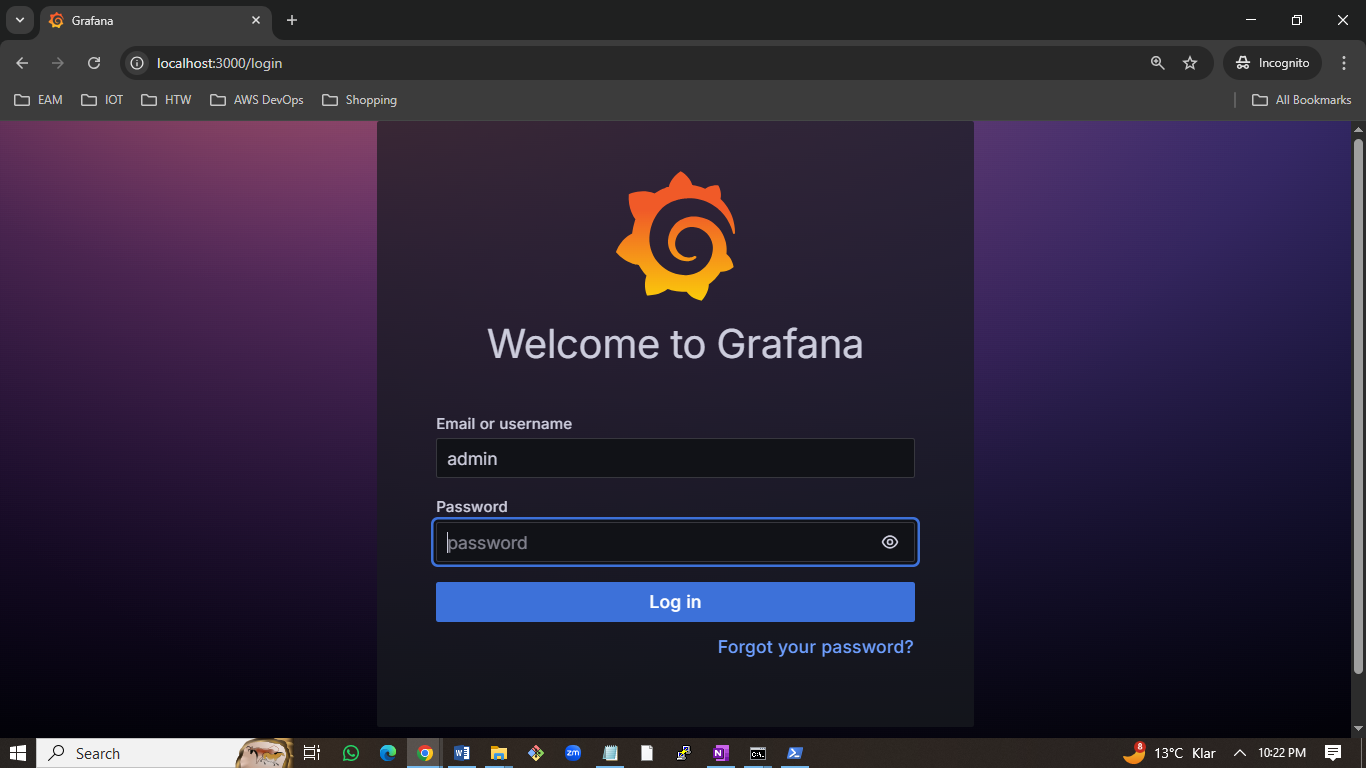 Grafana
localhost:3000/login
Incognito
EAM
IOT
HTW
AWS DevOps
Shopping
All Bookmarks
Welcome to Grafana
Email or username
admin
Password
password
Log in
Forgot your password?
Search
zm
W
N
C:\.
8
13°C Klar
10:22 PM